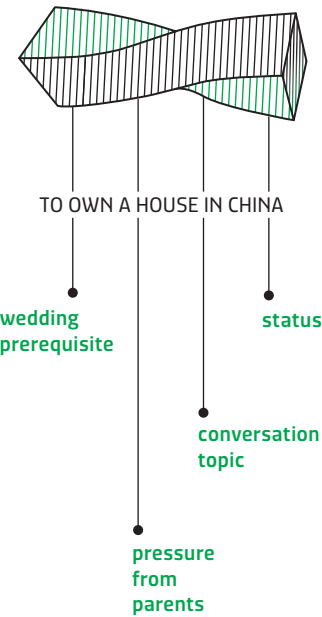 TO OWN A HOUSE IN CHINA
wedding
prerequisite
status
conversation
topic
pressure
from
parents